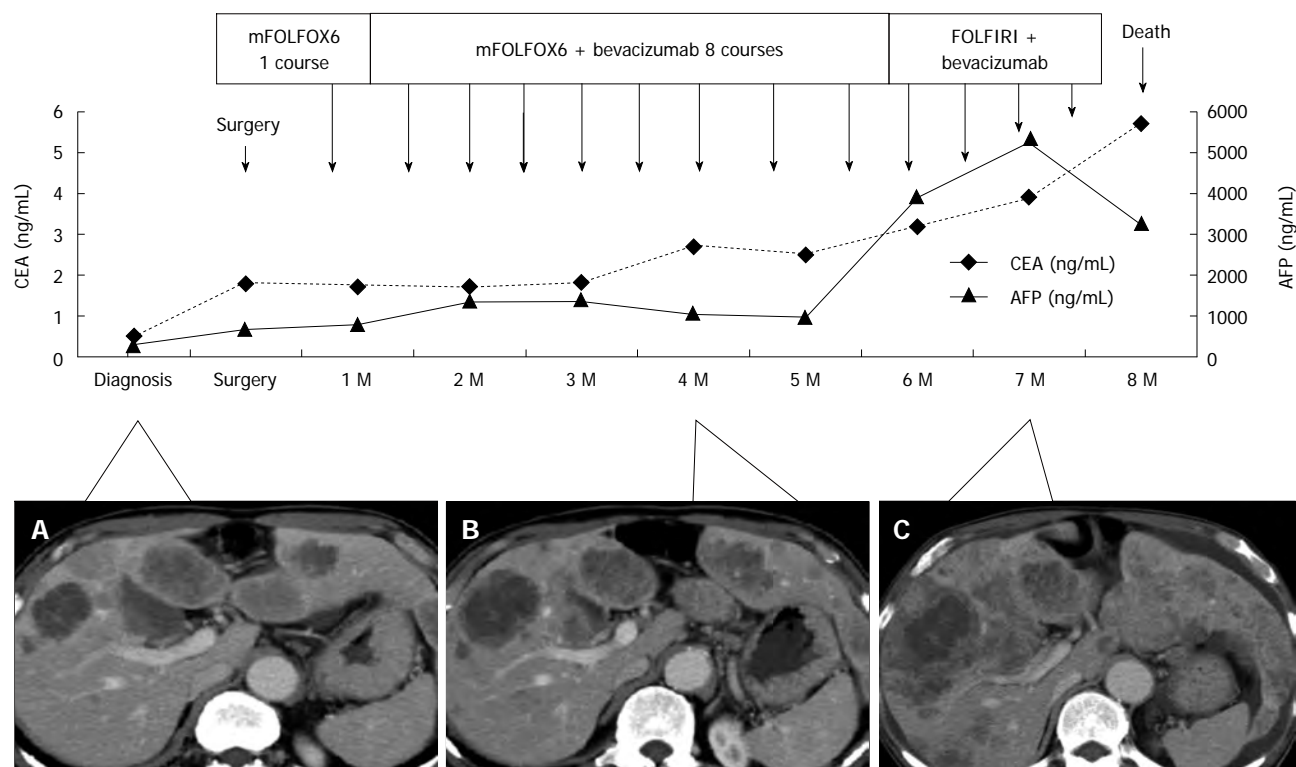 mFOLFOX6
1 course
mFOLFOX6 + bevacizumab 8 courses
FOLFIRI +
bevacizumab
Death
Surgery
CEA (ng/mL)
6
5
4
3
2
1
0
AFP (ng/mL)
6000
5000
4000
3000
2000
1000
0
CEA (ng/mL)
AFP (ng/mL)
Diagnosis Surgery 1 M 2 M 3 M 4 M 5 M 6 M 7 M 8 M
A
B
C